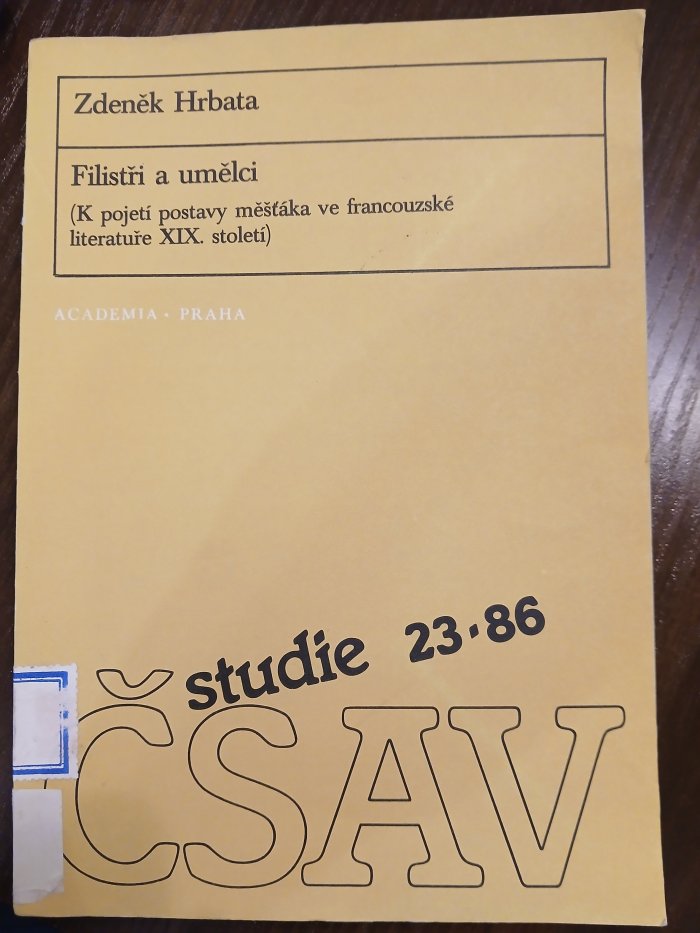 Zdeněk Hrbata
Filistři a umělci
(K pojetí postavy měšťáka ve francouzské
literatuře XIX. století)
ACADEMIA • PRAHA
studie 23·86
ČSAV